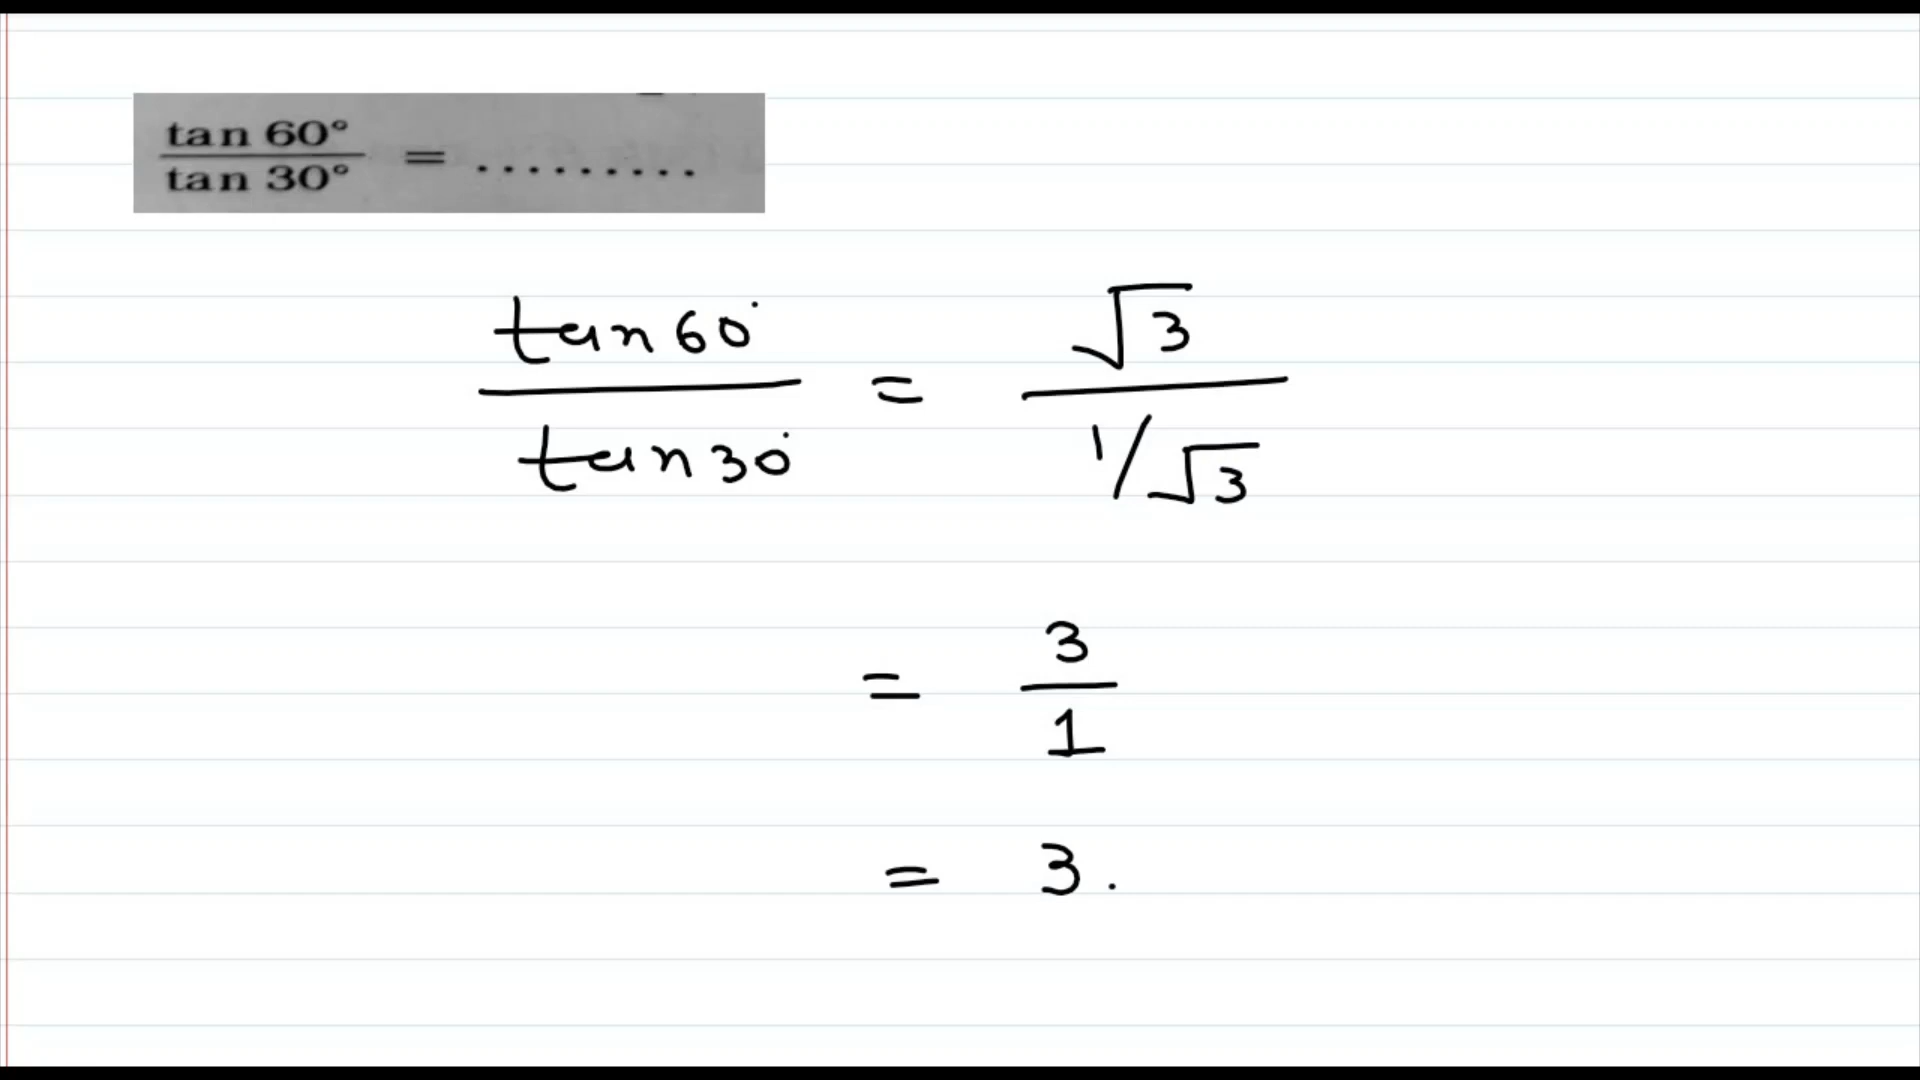 tan 60°
tan 30° = .........
tan 60° = √3
tan 30° 1/√3
= 3
1
= 3.